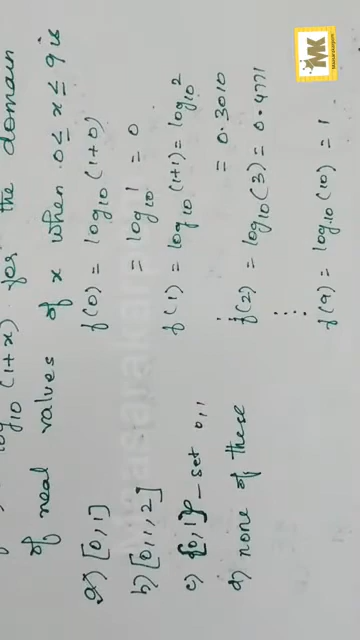 log10 (1+x) for the domain
of real values of x when 0 ≤ x ≤ 9 is
a) [0,1]
b) [0,1,2]
c) {0,1} - set 0,1
d) none of these
f(0) = log10 (1+0)
= log10 1 = 0
f(1) = log10 (1+1) = log10 2
= 0.3010
f(2) = log10 (3) = 0.4771
f(9) = log10 (10) = 1
MK